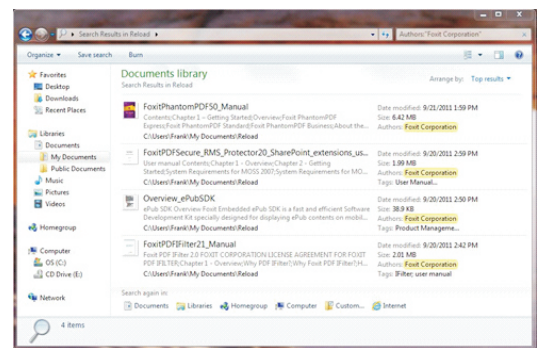 Search Results in Reload
Authors:"Foxit Corporation"
Organize
Save search
Burn
Favorites
Desktop
Downloads
Recent Places
Libraries
Documents
My Documents
Public Documents
Music
Pictures
Videos
Homegroup
Computer
OS (C:)
CD Drive (E:)
Network
Documents library
Search Results in Reload
Arrange by: Top results
FoxitPhantomPDF50_Manual
Contents;Chapter 1 – Getting Started;Overview;Foxit PhantomPDF
Express;Foxit PhantomPDF Standard;Foxit PhantomPDF Business;About the...
C:\Users\Frank\My Documents\Reload
Date modified: 9/21/2011 1:59 PM
Size: 6.42 MB
Authors: Foxit Corporation
FoxitPDFSecure_RMS_Protector20_SharePoint_extensions_us...
User manual Contents;Chapter 1 - Overview;Chapter 2 – Getting
Started;System Requirements for MOSS 2007;System Requirements for MO...
C:\Users\Frank\My Documents\Reload
Date modified: 9/20/2011 2:59 PM
Size: 1.99 MB
Authors: Foxit Corporation
Tags: User Manual...
Overview_ePubSDK
ePub SDK Overview Foxit Embedded ePub SDK is a fast and efficient Software
Development Kit specially designed for displaying ePub contents on mobil...
C:\Users\Frank\My Documents\Reload
Date modified: 9/20/2011 2:50 PM
Size: 38.9 KB
Authors: Foxit Corporation
Tags: Product Manageme...
FoxitPDFIFilter21_Manual
Foxit PDF IFilter 2.0 FOXIT CORPORATION LICENSE AGREEMENT FOR FOXIT
PDF IFILTER;Chapter 1 - Overview;Why PDF IFilter?;Why Foxit PDF IFilter?;H...
C:\Users\Frank\My Documents\Reload
Date modified: 9/20/2011 2:42 PM
Size: 2.01 MB
Authors: Foxit Corporation
Tags: IFilter; user manual
Search again in:
Documents
Libraries
Homegroup
Computer
Custom...
Internet
4 items